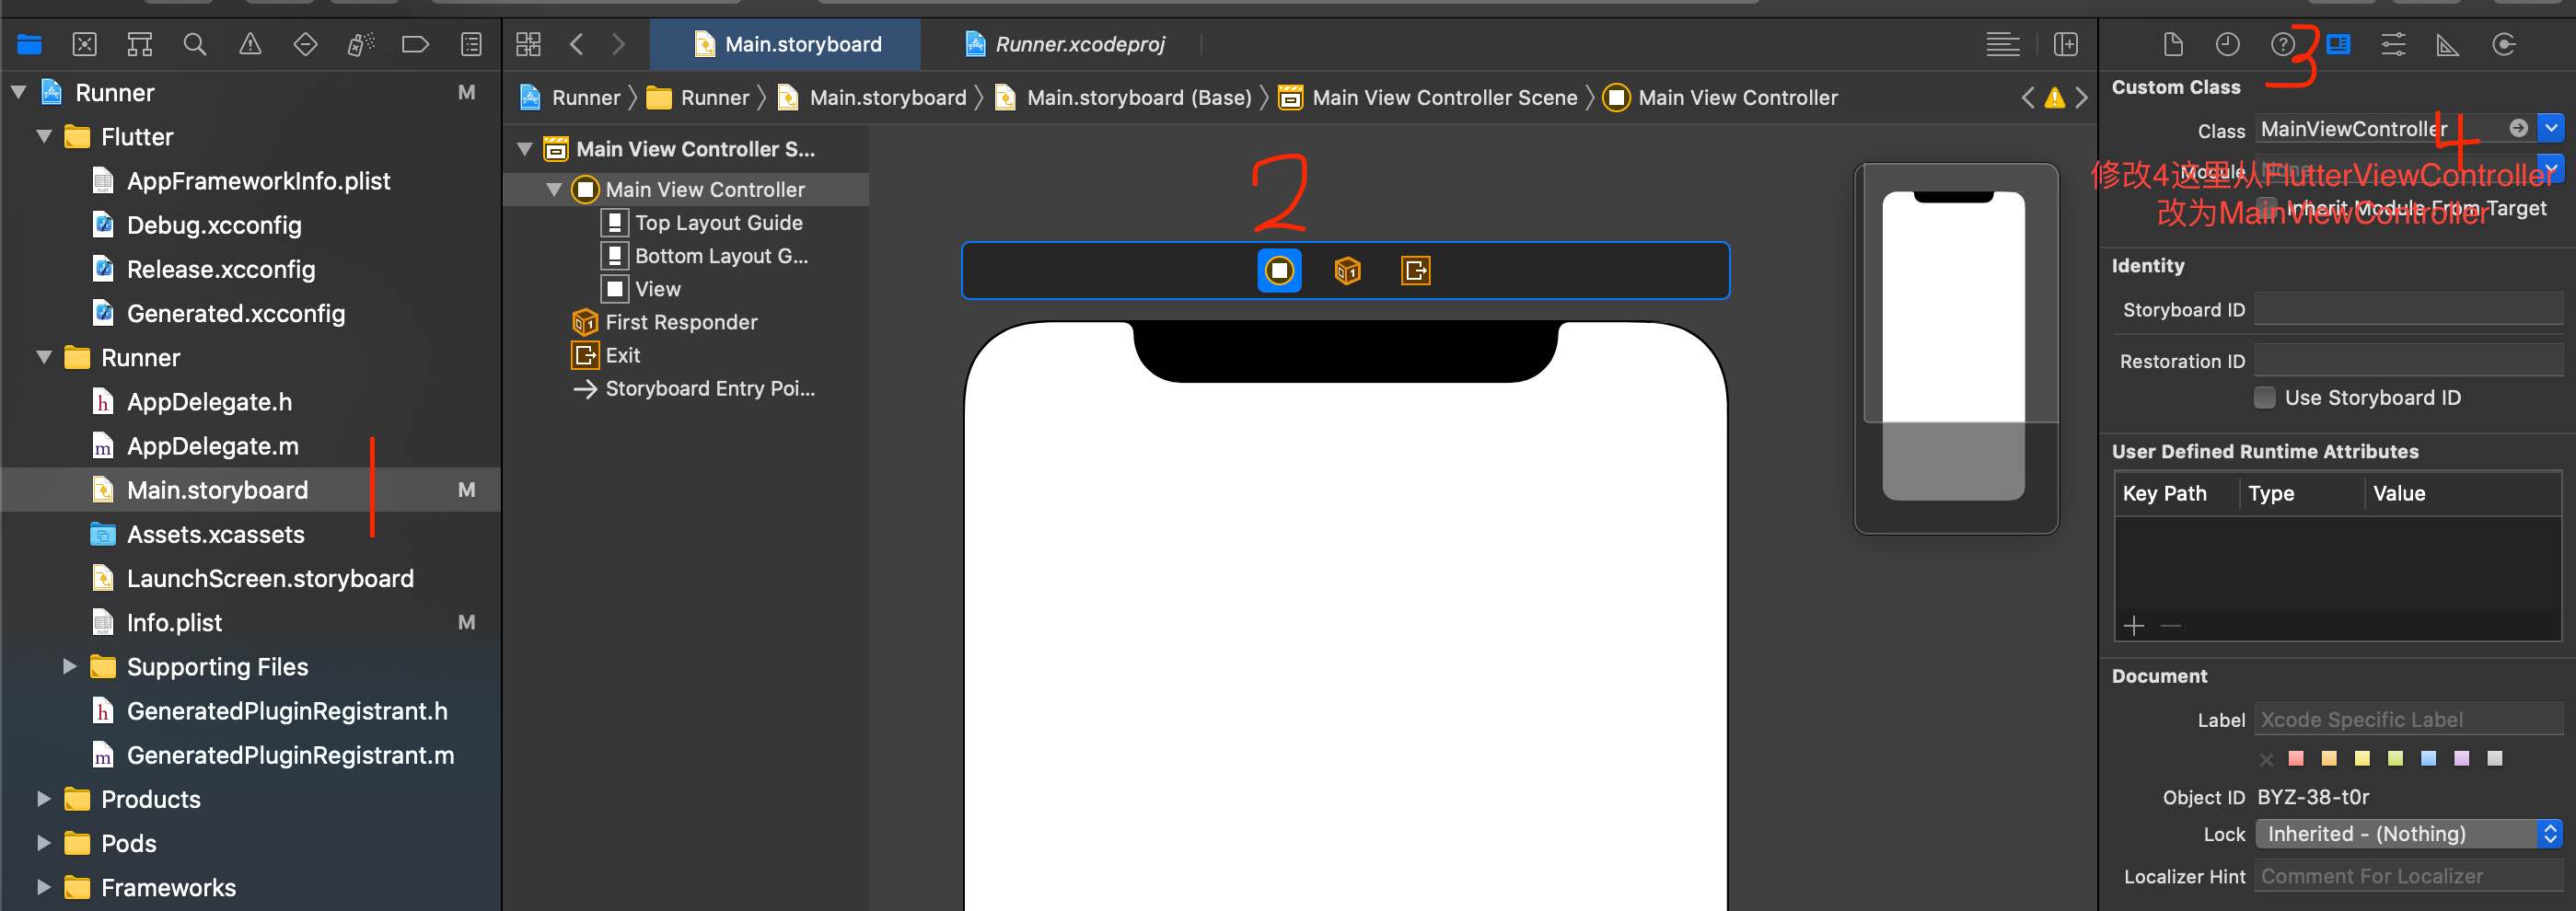 Main.storyboard
Runner.xcodeproj
Runner
M
Flutter
AppFrameworkInfo.plist
Debug.xcconfig
Release.xcconfig
Generated.xcconfig
Runner
AppDelegate.h
AppDelegate.m
Main.storyboard
M
Assets.xcassets
LaunchScreen.storyboard
Info.plist
M
Supporting Files
GeneratedPluginRegistrant.h
GeneratedPluginRegistrant.m
Products
Pods
Frameworks
Runner
Runner
Main.storyboard
Main.storyboard (Base)
Main View Controller Scene
Main View Controller
Main View Controller S...
Main View Controller
Top Layout Guide
Bottom Layout G...
View
First Responder
Exit
Storyboard Entry Poi...
2
3
Custom Class
Class MainViewController
4
Module None
修改4这里从FlutterViewController
改为MainViewController
Inherit Module From Target
Identity
Storyboard ID
Restoration ID
Use Storyboard ID
User Defined Runtime Attributes
Key Path Type Value
Document
Label Xcode Specific Label
Object ID BYZ-38-t0r
Lock Inherited - (Nothing)
Localizer Hint Comment For Localizer